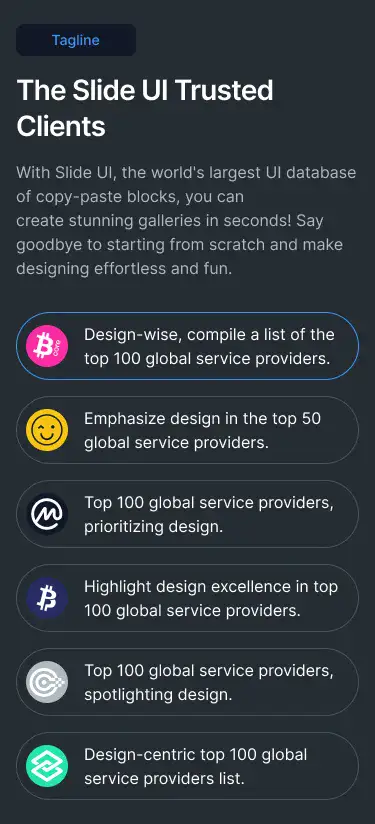 Tagline
The Slide UI Trusted
Clients
With Slide UI, the world's largest UI database
of copy-paste blocks, you can
create stunning galleries in seconds! Say
goodbye to starting from scratch and make
designing effortless and fun.
Design-wise, compile a list of the
top 100 global service providers.
Emphasize design in the top 50
global service providers.
Top 100 global service providers,
prioritizing design.
Highlight design excellence in top
100 global service providers.
Top 100 global service providers,
spotlighting design.
Design-centric top 100 global
service providers list.